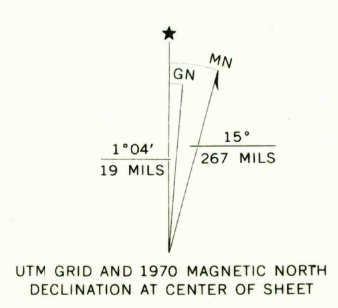 ★
MN
GN
1°04′
19 MILS
15°
267 MILS
UTM GRID AND 1970 MAGNETIC NORTH
DECLINATION AT CENTER OF SHEET